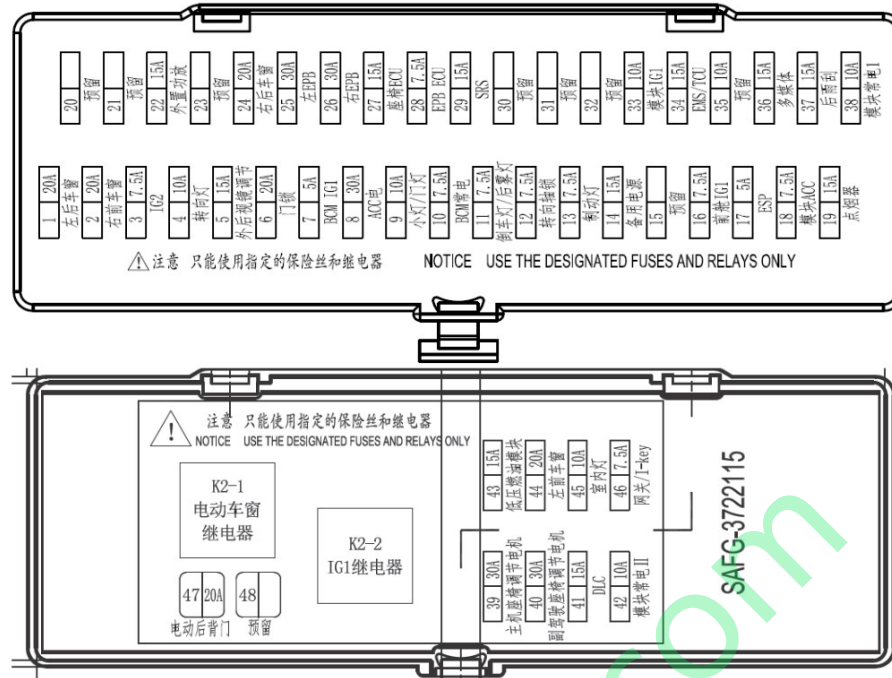 20
预留
21
预留
22 15A
外置功放
23
预留
24 20A
右后车窗
25 30A
左EPB
26 30A
右EPB
27 15A
座椅ECU
28 7.5A
EPB ECU
29 15A
SRS
30
预留
31
预留
32
预留
33 10A
模块IG1
34 15A
EMS/TCU
35 10A
预留
36 15A
多媒体
37 15A
后雨刮
38 10A
模块常电I
1 20A
左后车窗
2 20A
右前车窗
3 7.5A
IG2
4 10A
转向灯
5 15A
外后视镜调节
6 20A
门锁
7 5A
BCM IG1
8 30A
ACC电
9 10A
小灯/门灯
10 7.5A
BCM常电
11 7.5A
倒车灯/后雾灯
12 7.5A
转向轴锁
13 7.5A
制动灯
14 15A
备用电源
15
预留
16 7.5A
前舱IG1
17 5A
ESP
18 7.5A
模块ACC
19 15A
点烟器
注意 只能使用指定的保险丝和继电器 NOTICE USE THE DESIGNATED FUSES AND RELAYS ONLY
注意 只能使用指定的保险丝和继电器
NOTICE USE THE DESIGNATED FUSES AND RELAYS ONLY
K2-1
电动车窗
继电器
K2-2
IG1继电器
47 20A
电动后背门
48
预留
43 15A
低压燃油模块
44 20A
左前车窗
45 10A
室内灯
46 7.5A
网关/I-key
39 30A
主机座椅调节电机
40 30A
副驾驶座椅调节电机
41 15A
DLC
42 10A
模块常电II
SAFG-3722115
com